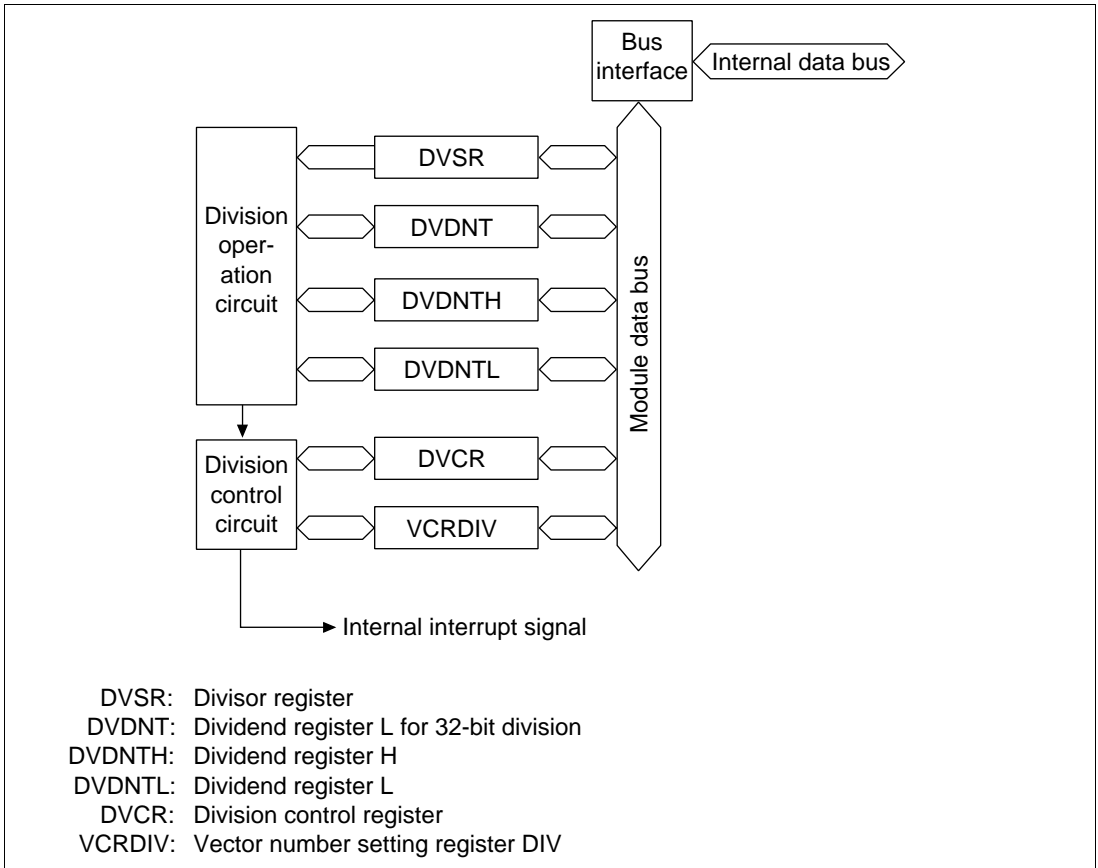 Bus
interface
Internal data bus
DVSR
Division
oper-
ation
circuit
DVDNT
DVDNTH
DVDNTL
Module data bus
Division
control
circuit
DVCR
VCRDIV
Internal interrupt signal
DVSR: Divisor register
DVDNT: Dividend register L for 32-bit division
DVDNTH: Dividend register H
DVDNTL: Dividend register L
DVCR: Division control register
VCRDIV: Vector number setting register DIV